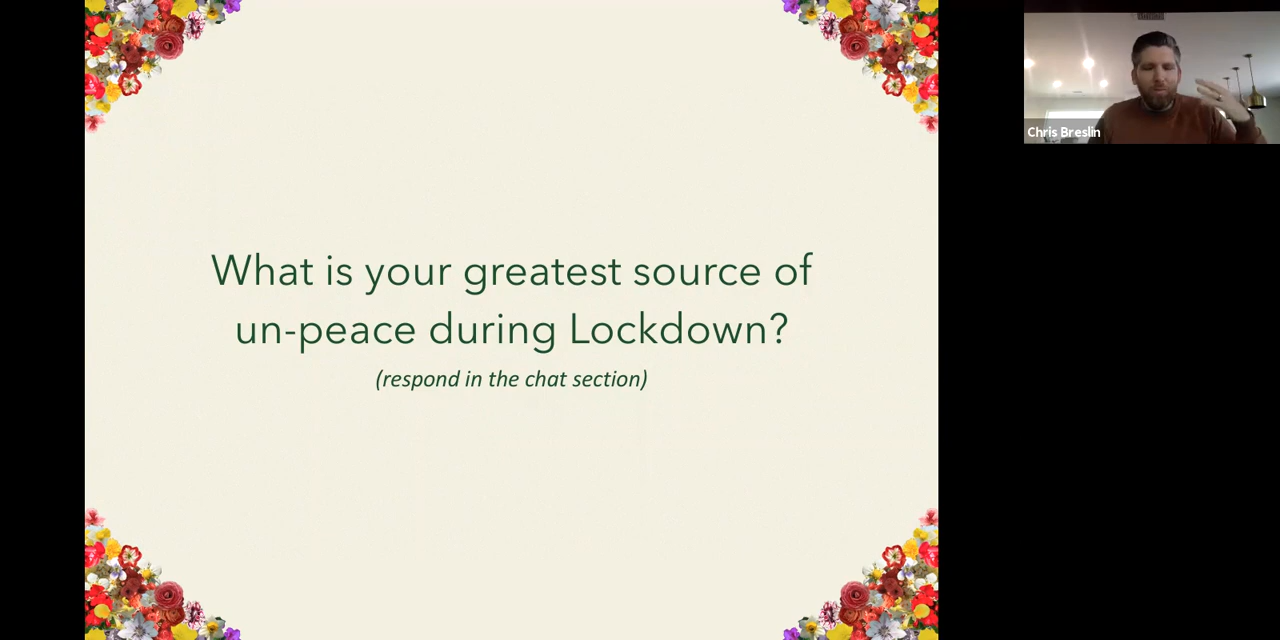 What is your greatest source of
un-peace during Lockdown?
(respond in the chat section)
Chris Breslin